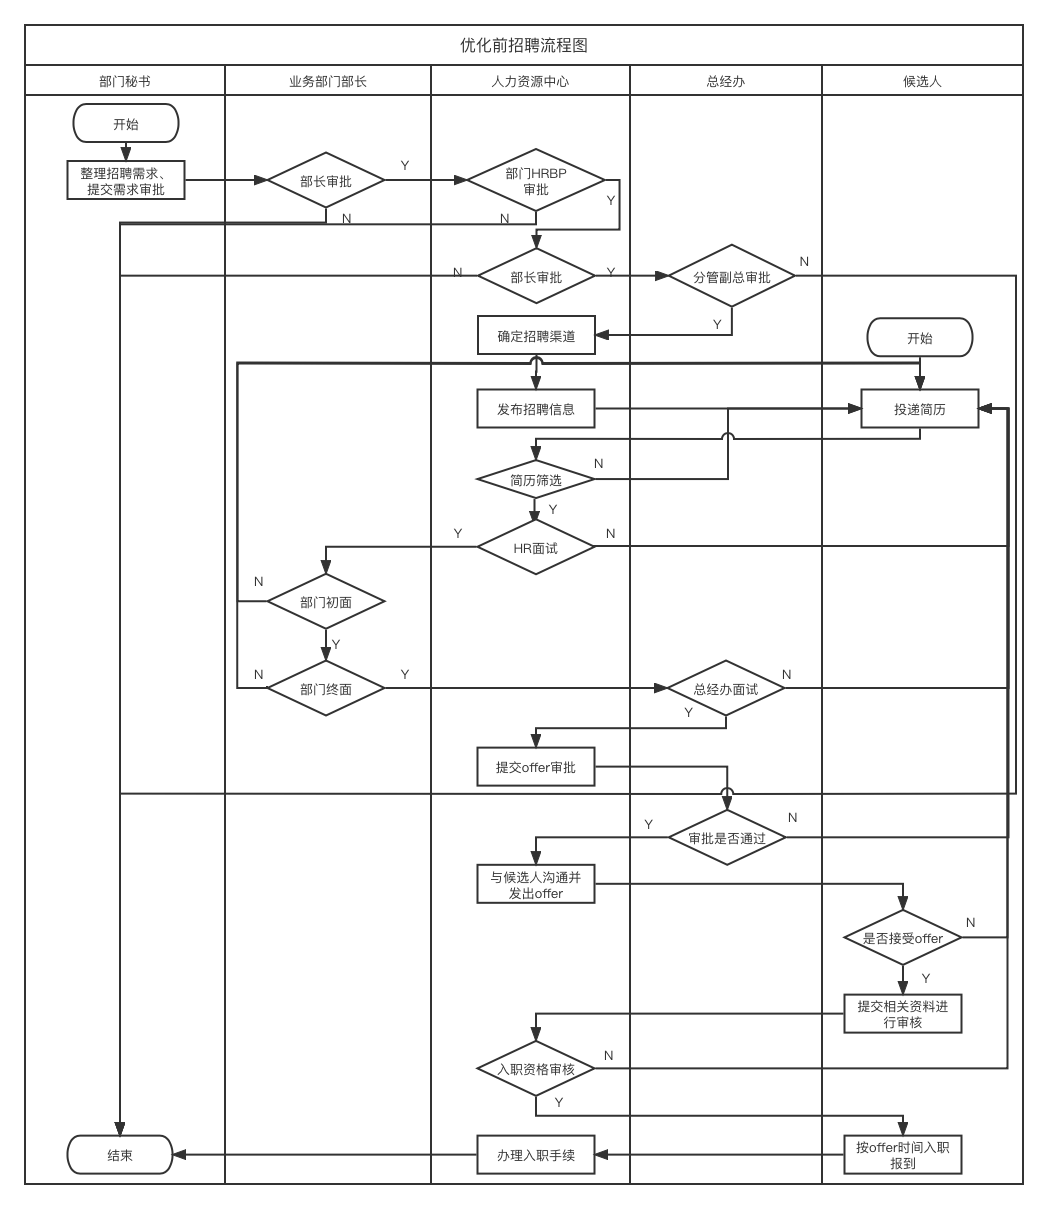 优化前招聘流程图
部门秘书
业务部门部长
人力资源中心
总经办
候选人
开始
整理招聘需求、
提交需求审批
部长审批
Y
部门HRBP
审批
Y
N
N
部长审批
N
Y
分管副总审批
N
Y
确定招聘渠道
开始
发布招聘信息
投递简历
简历筛选
N
Y
HR面试
Y
N
部门初面
N
Y
部门终面
N
Y
总经办面试
N
Y
提交offer审批
审批是否通过
Y
N
与候选人沟通并
发出offer
是否接受offer
N
Y
提交相关资料进
行审核
入职资格审核
N
Y
结束
办理入职手续
按offer时间入职
报到